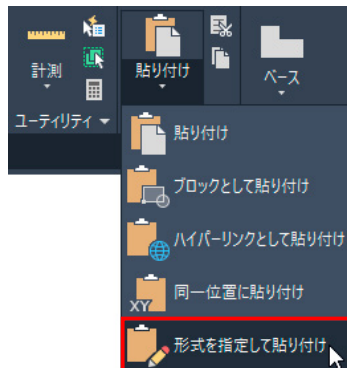 計測
貼り付け
ベース
ユーティリティ
貼り付け
ブロックとして貼り付け
ハイパーリンクとして貼り付け
XY
同一位置に貼り付け
形式を指定して貼り付け